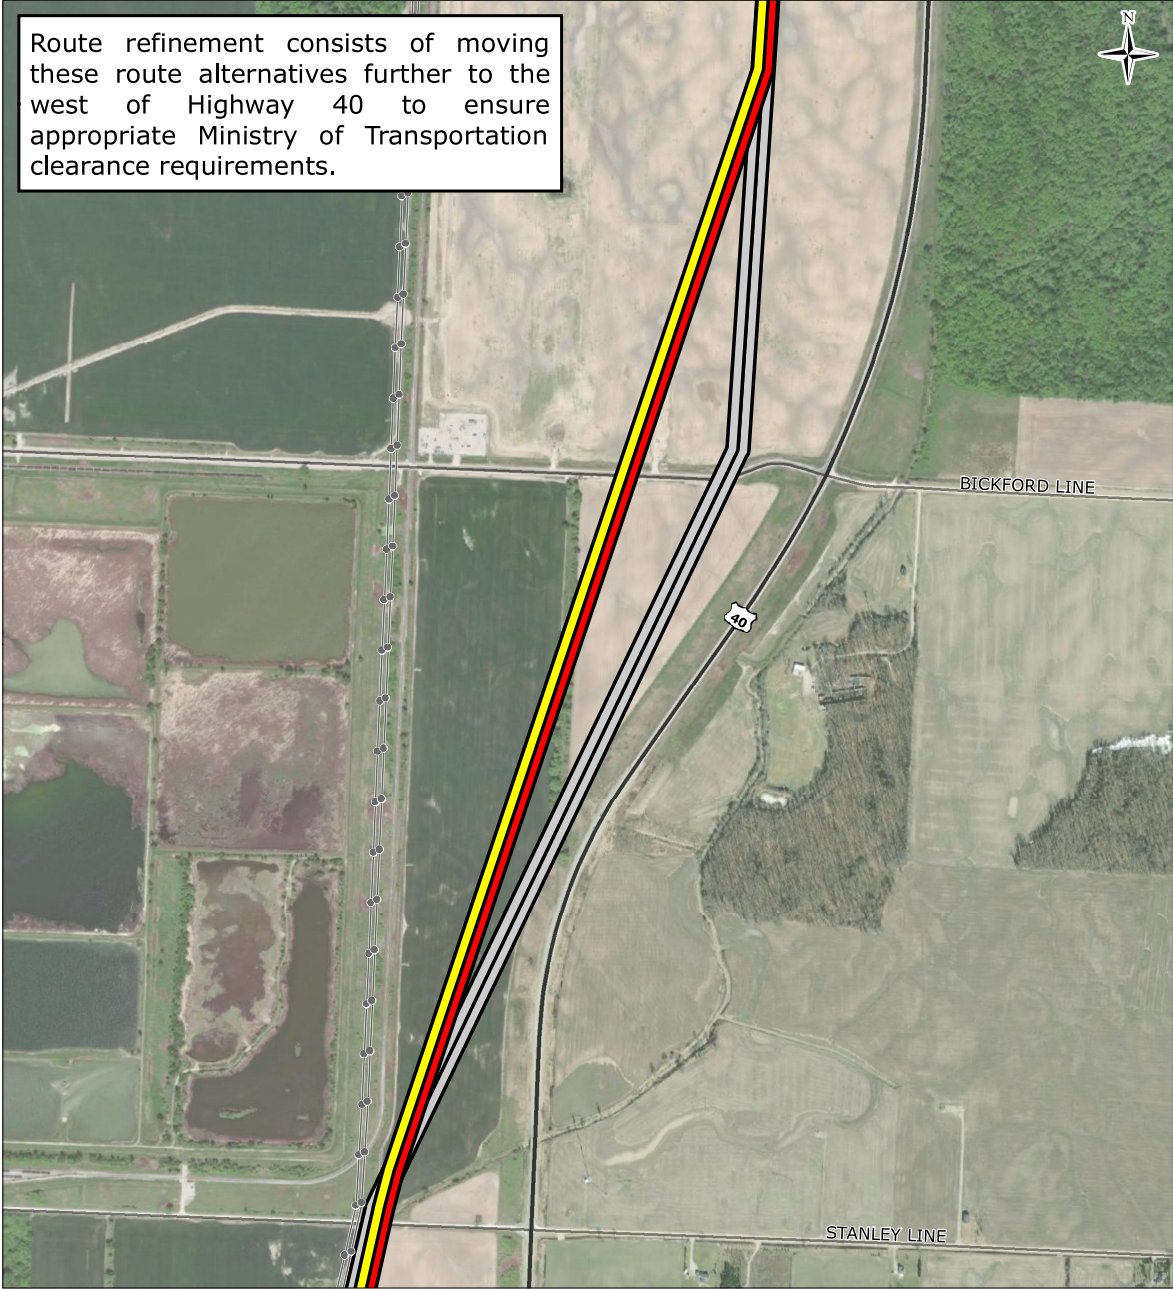 Route refinement consists of moving
these route alternatives further to the
west of Highway 40 to ensure
appropriate Ministry of Transportation
clearance requirements.
N
BICKFORD LINE
40
STANLEY LINE